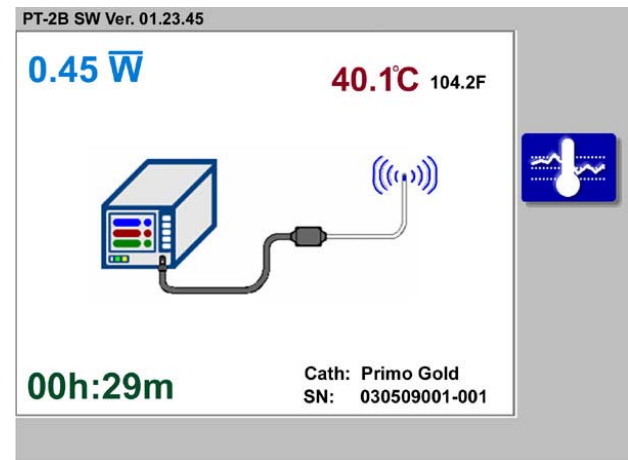 PT-2B SW Ver. 01.23.45
0.45 W̅
40.1°C 104.2F
00h:29m
Cath: Primo Gold
SN: 030509001-001